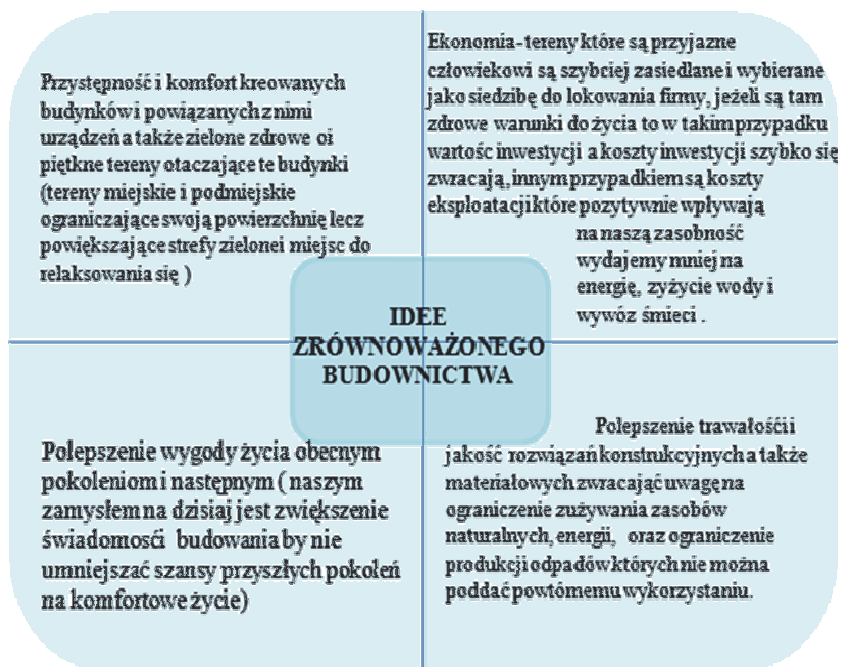 Przystępność i komfort kreowanych
budynków i powiązanych z nimi
urządzeń a także zielone zdrowe oi
piętkne tereny otaczające te budynki
(tereny miejskie i podmiejskie
ograniczające swoją powierzchnię lecz
powiększające strefy zielonei miejsc do
relaksowania się )
Ekonomia- tereny które są przyjazne
człowiekowi są szybciej zasiedlane i wybierane
jako siedzibę do lokowania firmy, jeżeli są tam
zdrowe warunki do życia to w takim przypadku
wartośc inwestycji a koszty inwestycji szybko się
zwracają, innym przypadkiem są koszty
eksploatacji które pozytywnie wpływają
na naszą zasobność
wydajemy mniej na
energię, zyżycie wody i
wywóz śmieci .
IDEE
ZRÓWNOWAŻONEGO
BUDOWNICTWA
Polepszenie wygody życia obecnym
pokoleniom i następnym ( naszym
zamysłem na dzisiaj jest zwiększenie
świadomości budowania by nie
umniejszać szansy przyszłych pokoleń
na komfortowe życie)
Polepszenie trawałośći i
jakość rozwiązań konstrukcyjnych a także
materiałowych zwracająć uwagę na
ograniczenie zużywania zasobów
naturalnych, energii, oraz ograniczenie
produkcji odpadów których nie można
poddać powtórnemu wykorzystaniu.